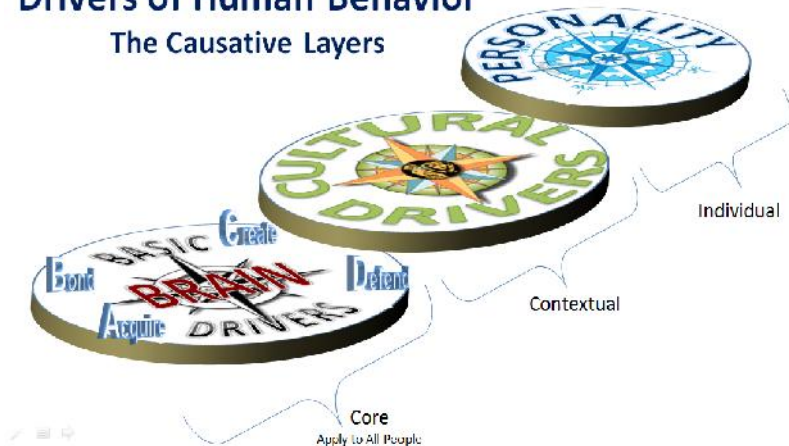 Drivers of Human Behavior
The Causative Layers
PERSONALITY
CULTURAL
DRIVERS
Individual
Create
BASIC
Bond
BRAIN
Defend
Acquire
DRIVERS
Contextual
Core
Apply to All People